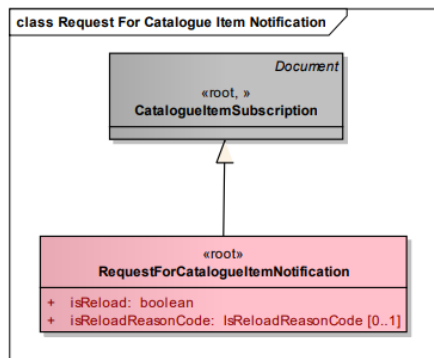 class Request For Catalogue Item Notification
Document
«root, »
CatalogueItemSubscription
«root»
RequestForCatalogueItemNotification
+ isReload: boolean
+ isReloadReasonCode: IsReloadReasonCode [0..1]